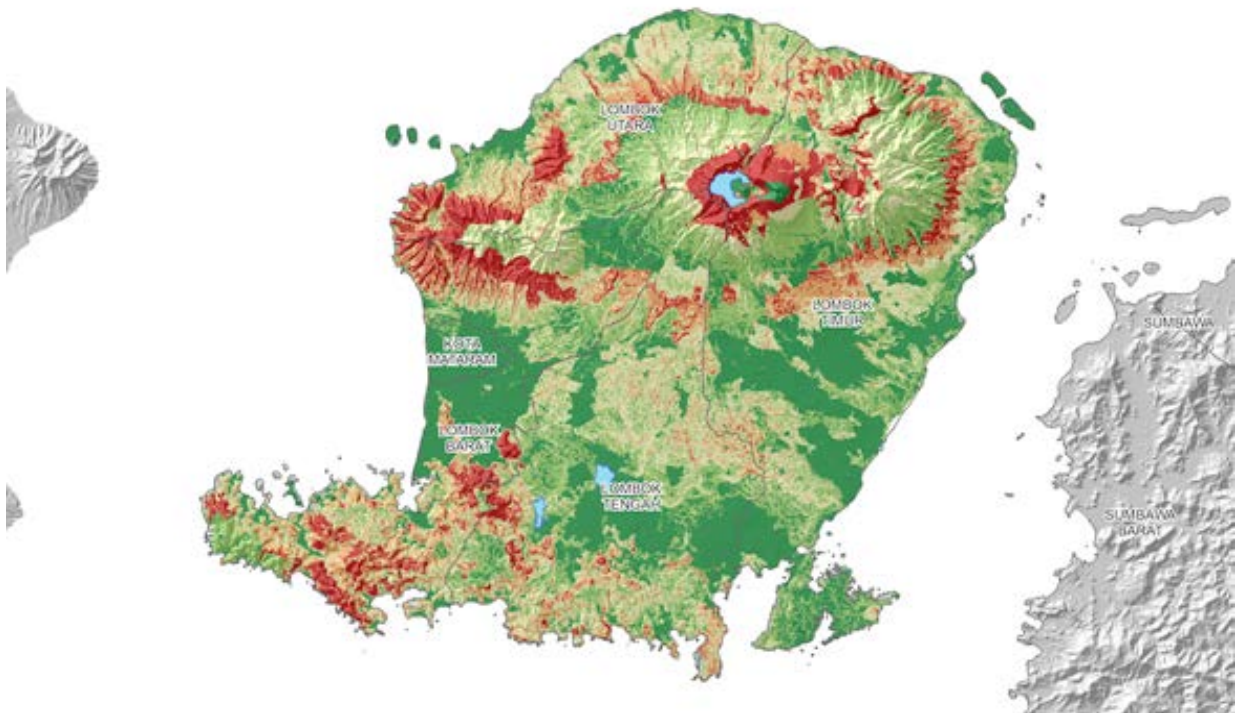 LOMBOK
UTARA
LOMBOK
TIMUR
SUMBAWA
KOTA
MATARAM
LOMBOK
BARAT
LOMBOK
TENGAH
SUMBAWA
BARAT